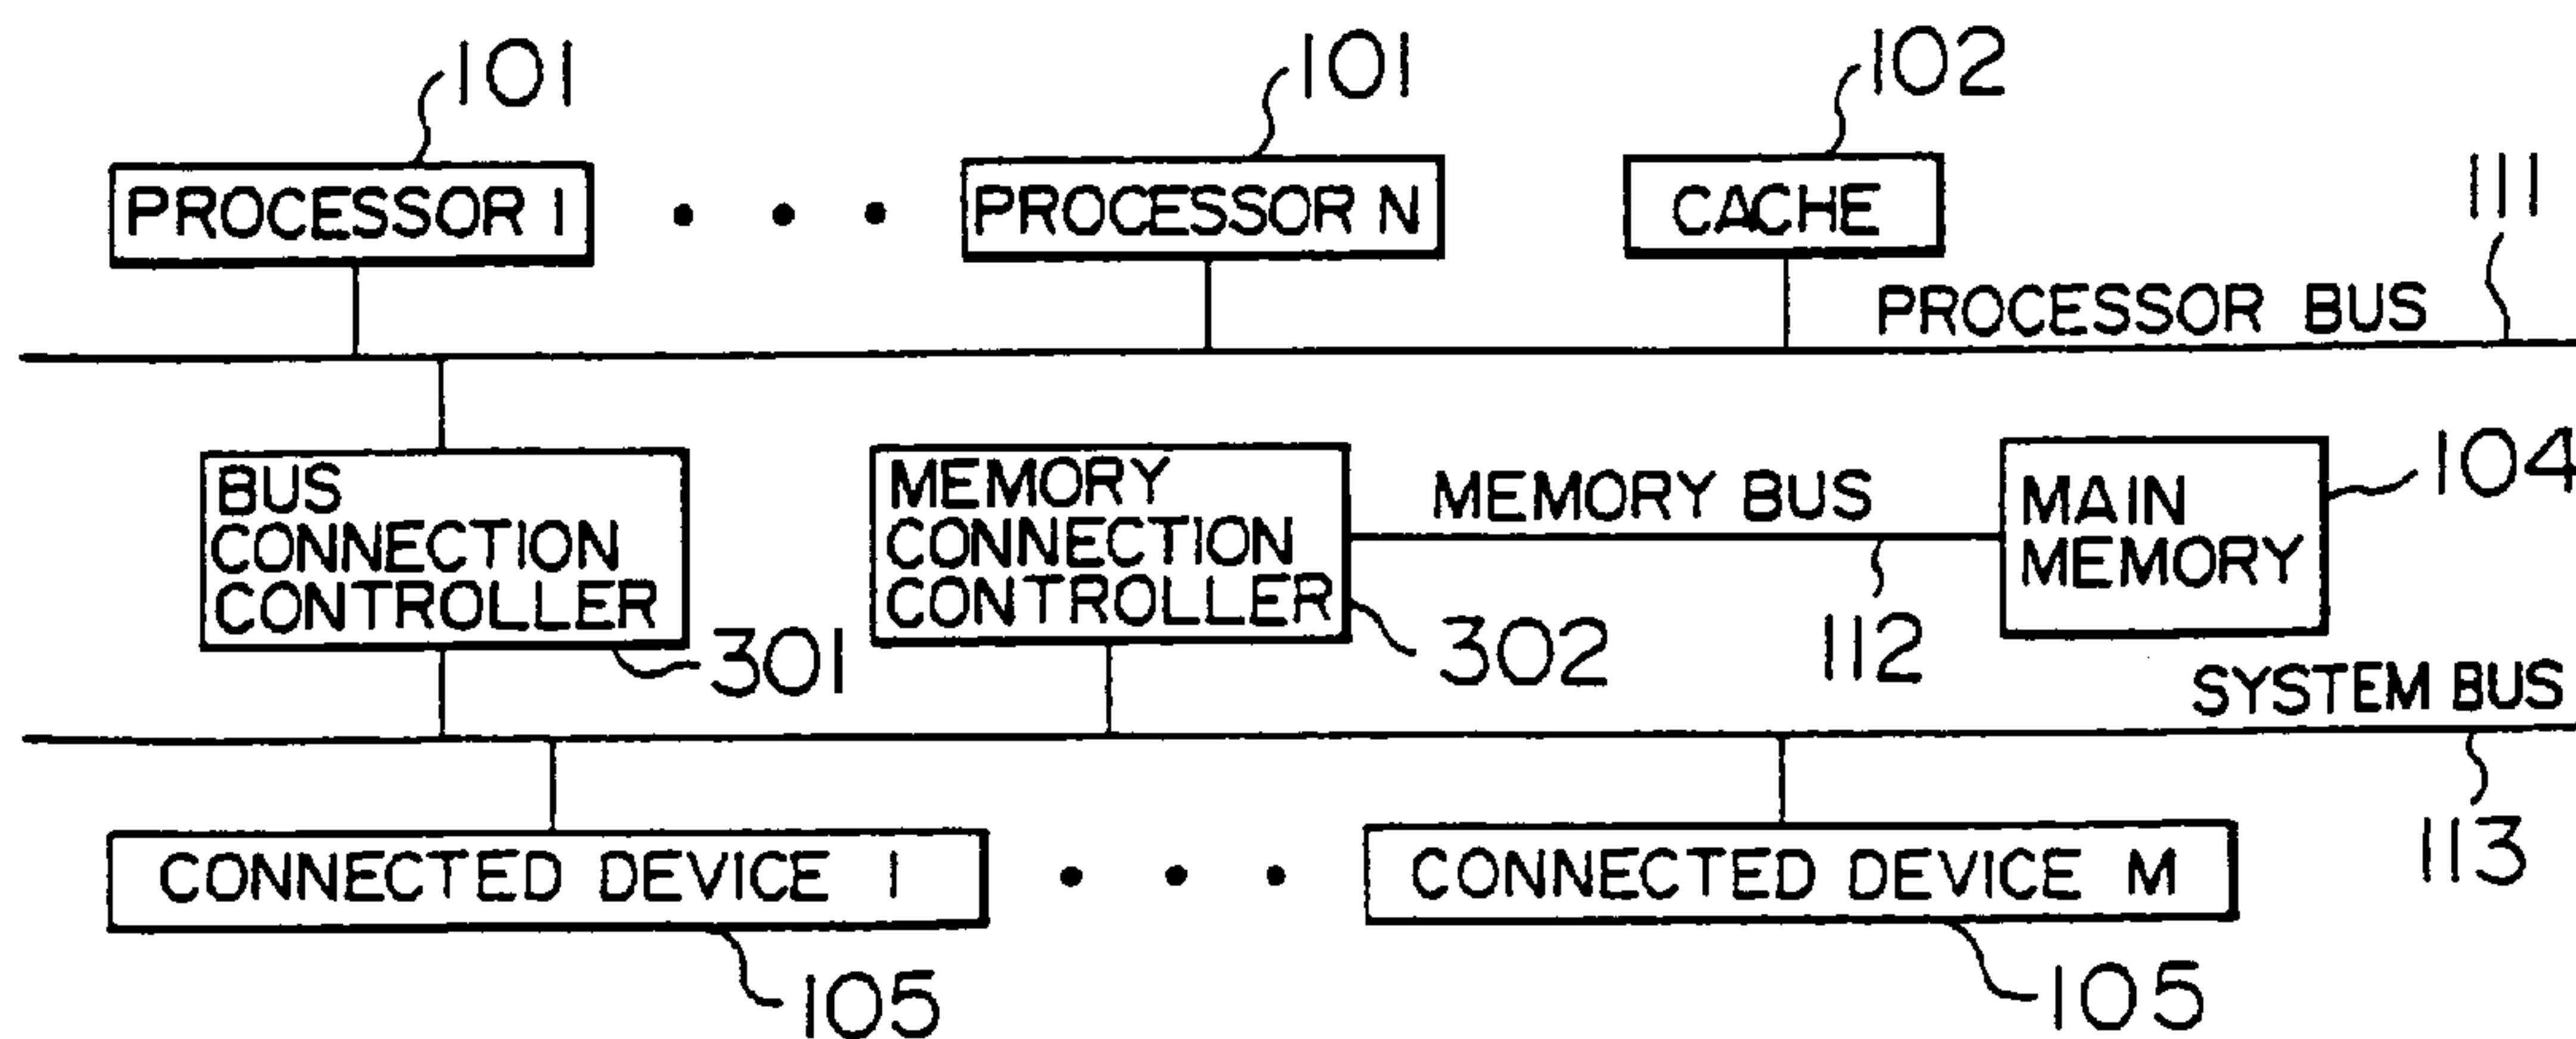 101
101
102
PROCESSOR 1
PROCESSOR N
CACHE
111
PROCESSOR BUS
BUS
CONNECTION
CONTROLLER
301
MEMORY
CONNECTION
CONTROLLER
302
MEMORY BUS
112
MAIN
MEMORY
104
SYSTEM BUS
113
CONNECTED DEVICE 1
CONNECTED DEVICE M
105
105